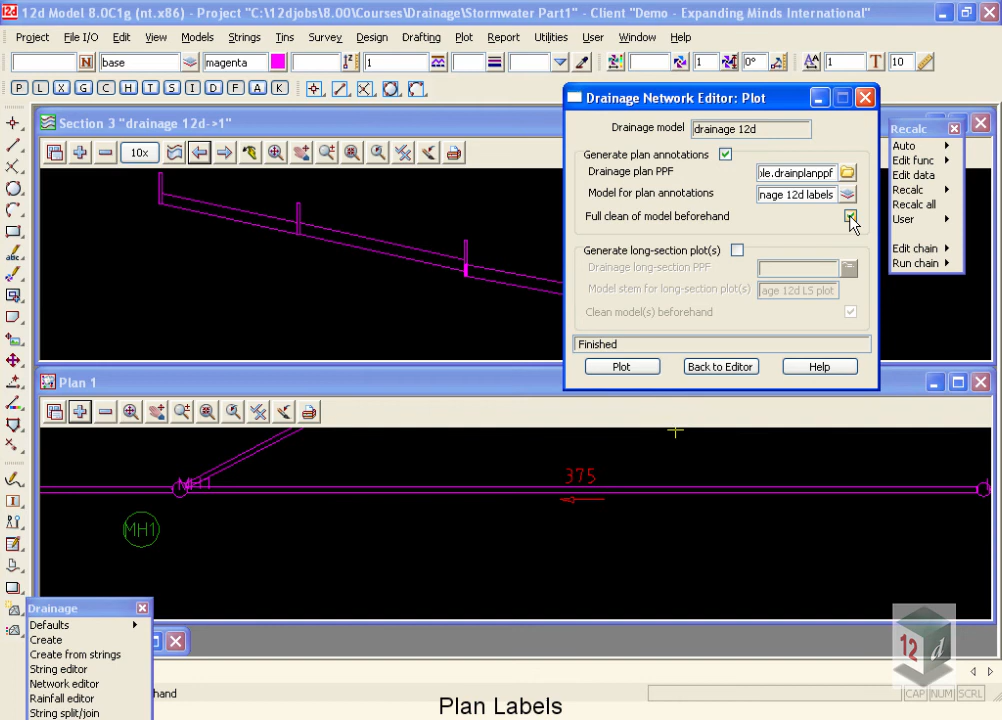 12d Model 8.0C1g (nt.x86) - Project "C:\12djobs\8.00\Courses\Drainage\Stormwater Part1" - Client "Demo - Expanding Minds International"
Project File I/O Edit View Models Strings Tins Survey Design Drafting Plot Report Utilities User Window Help
N base magenta 1 1 0° 1 T 10
P L X G C H T S I D F A K
Section 3 "drainage 12d->1"
10x
Drainage Network Editor: Plot
Drainage model drainage 12d
Generate plan annotations
Drainage plan PPF ple.drainplanppf
Model for plan annotations nage 12d labels
Full clean of model beforehand
Generate long-section plot(s)
Drainage long-section PPF
Model stem for long-section plot(s) age 12d LS plot
Clean model(s) beforehand
Finished
Plot Back to Editor Help
Recalc
Auto
Edit func
Edit data
Recalc
Recalc all
User
Edit chain
Run chain
Plan 1
375
MH1
MH1
Drainage
Defaults
Create
Create from strings
String editor
Network editor
Rainfall editor
String split/join
hand
12 d
CAP NUM SCRL
Plan Labels